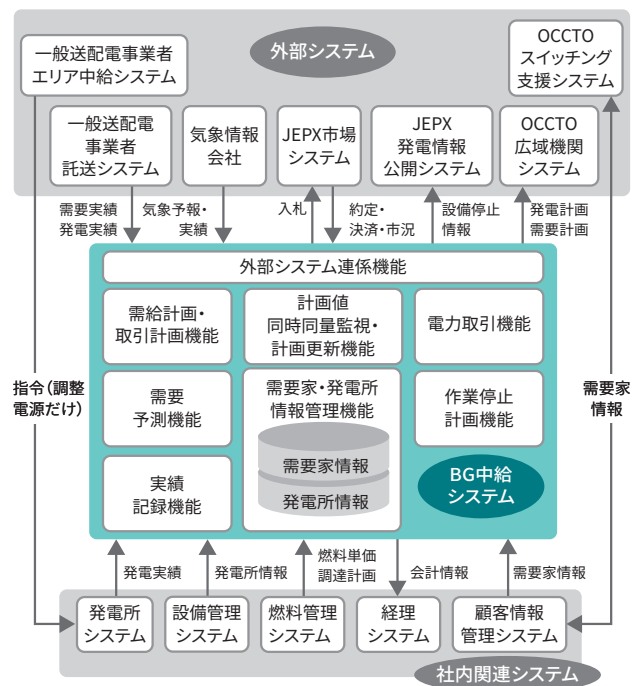 外部システム
一般送配電事業者
エリア中給システム
OCCTO
スイッチング
支援システム
一般送配電
事業者
託送システム
気象情報
会社
JEPX市場
システム
JEPX
発電情報
公開システム
OCCTO
広域機関
システム
需要実績
発電実績
気象予報・
実績
入札
約定・
決済・市況
設備停止
情報
発電計画
需要計画
外部システム連係機能
需給計画・
取引計画機能
計画値
同時同量監視・
計画更新機能
電力取引機能
指令(調整
電源だけ)
需要
予測機能
需要家・発電所
情報管理機能
需要家情報
発電所情報
作業停止
計画機能
需要家
情報
実績
記録機能
BG中給
システム
発電実績
発電所情報
燃料単価
調達計画
会計情報
需要家情報
発電所
システム
設備管理
システム
燃料管理
システム
経理
システム
顧客情報
管理システム
社内関連システム